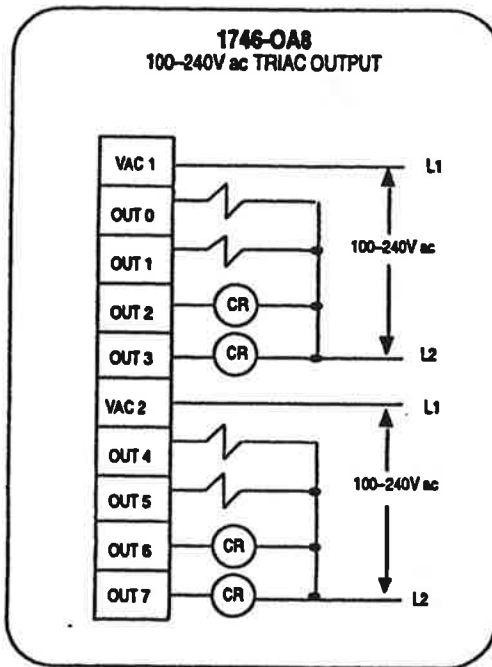 1746-OA8
100–240V ac TRIAC OUTPUT
VAC 1
L1
OUT 0
OUT 1
100–240V ac
OUT 2
CR
OUT 3
CR
L2
VAC 2
L1
OUT 4
OUT 5
100–240V ac
OUT 6
CR
OUT 7
CR
L2